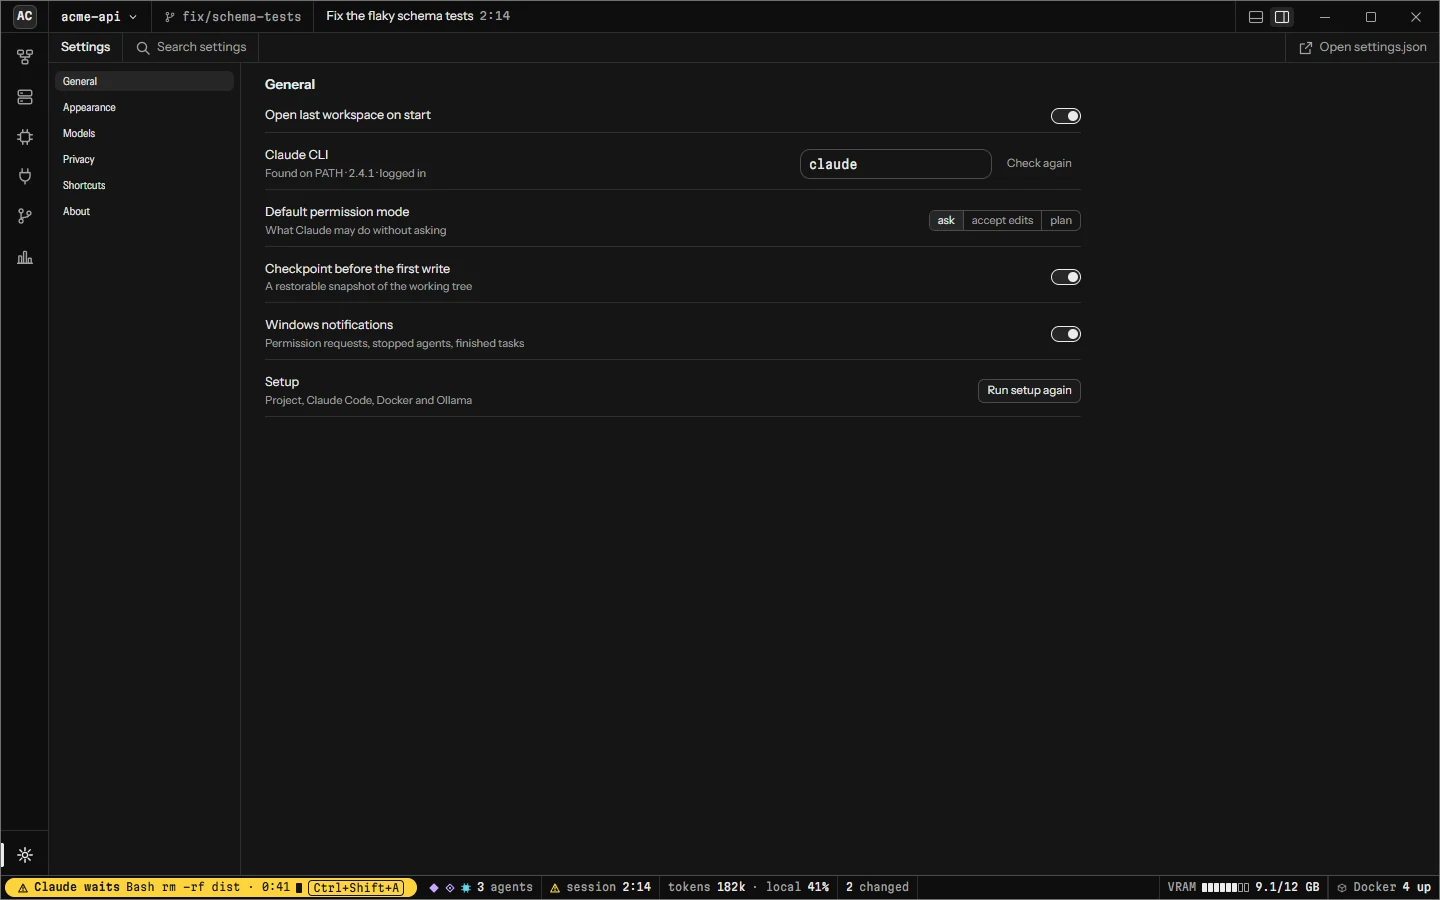 AC acme-api fix/schema-tests Fix the flaky schema tests 2:14
Settings Search settings Open settings.json
General
Appearance
Models
Privacy
Shortcuts
About
General
Open last workspace on start
Claude CLI
Found on PATH · 2.4.1 · logged in
claude Check again
Default permission mode
What Claude may do without asking
ask accept edits plan
Checkpoint before the first write
A restorable snapshot of the working tree
Windows notifications
Permission requests, stopped agents, finished tasks
Setup
Project, Claude Code, Docker and Ollama
Run setup again
Claude waits Bash rm -rf dist · 0:41 Ctrl+Shift+A 3 agents session 2:14 tokens 182k · local 41% 2 changed VRAM 9.1/12 GB Docker 4 up